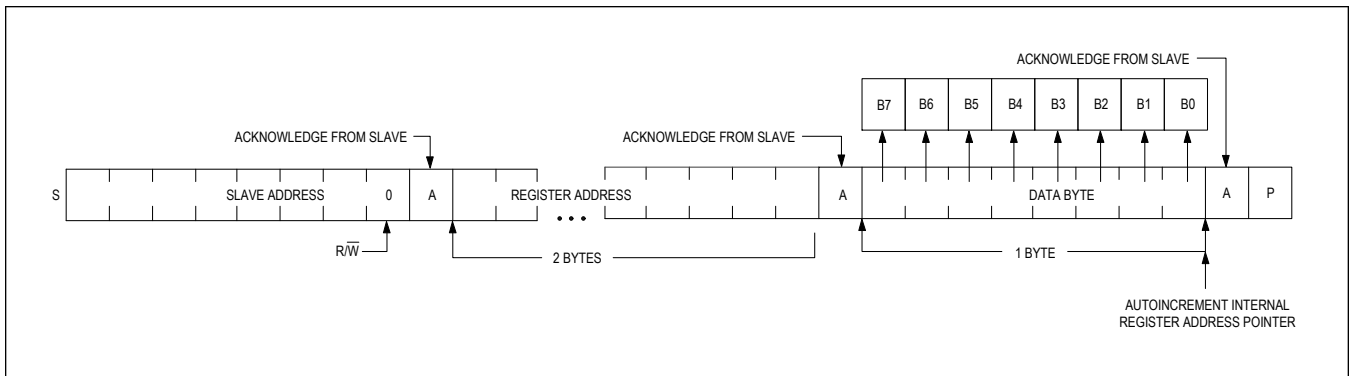 ACKNOWLEDGE FROM SLAVE
B7 B6 B5 B4 B3 B2 B1 B0
ACKNOWLEDGE FROM SLAVE
ACKNOWLEDGE FROM SLAVE
S SLAVE ADDRESS 0 A REGISTER ADDRESS A DATA BYTE A P
R/W̅
2 BYTES
1 BYTE
AUTOINCREMENT INTERNAL
REGISTER ADDRESS POINTER